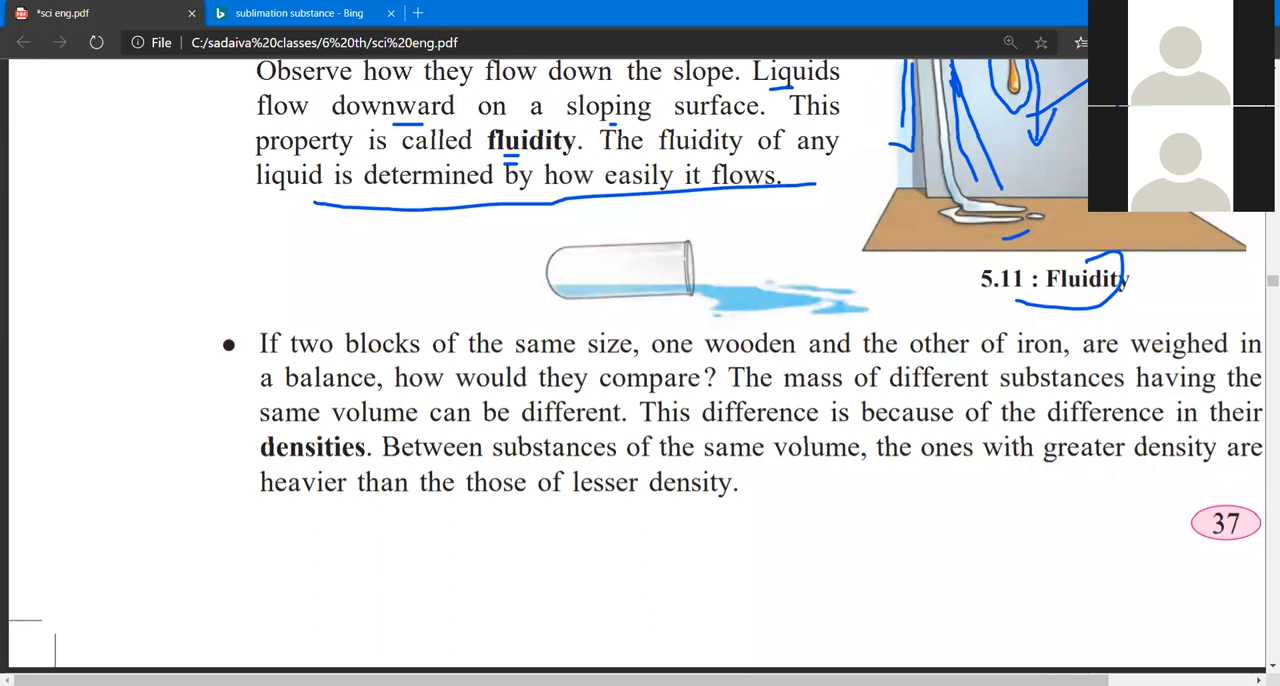 *sci eng.pdf
sublimation substance - Bing
File
C:/sadaiva%20classes/6%20th/sci%20eng.pdf
Observe how they flow down the slope. Liquids
flow downward on a sloping surface. This
property is called fluidity. The fluidity of any
liquid is determined by how easily it flows.
5.11 : Fluidity
• If two blocks of the same size, one wooden and the other of iron, are weighed in
a balance, how would they compare? The mass of different substances having the
same volume can be different. This difference is because of the difference in their
densities. Between substances of the same volume, the ones with greater density are
heavier than the those of lesser density.
37